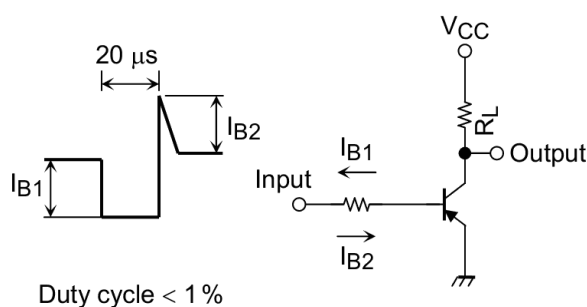 20 μs
I_B1
I_B2
Duty cycle < 1%
V_CC
R_L
Output
I_B1
Input
I_B2